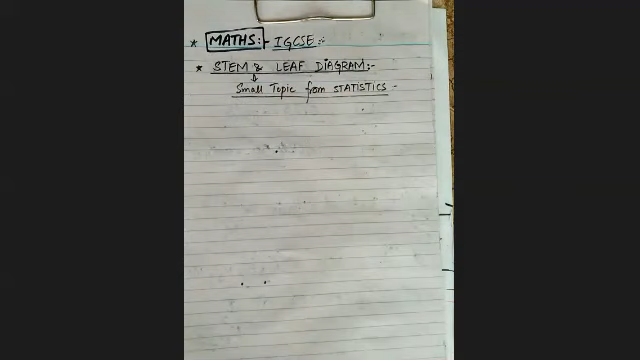 * MATHS:- IGCSE:-
* STEM & LEAF DIAGRAM:-
Small Topic from STATISTICS -